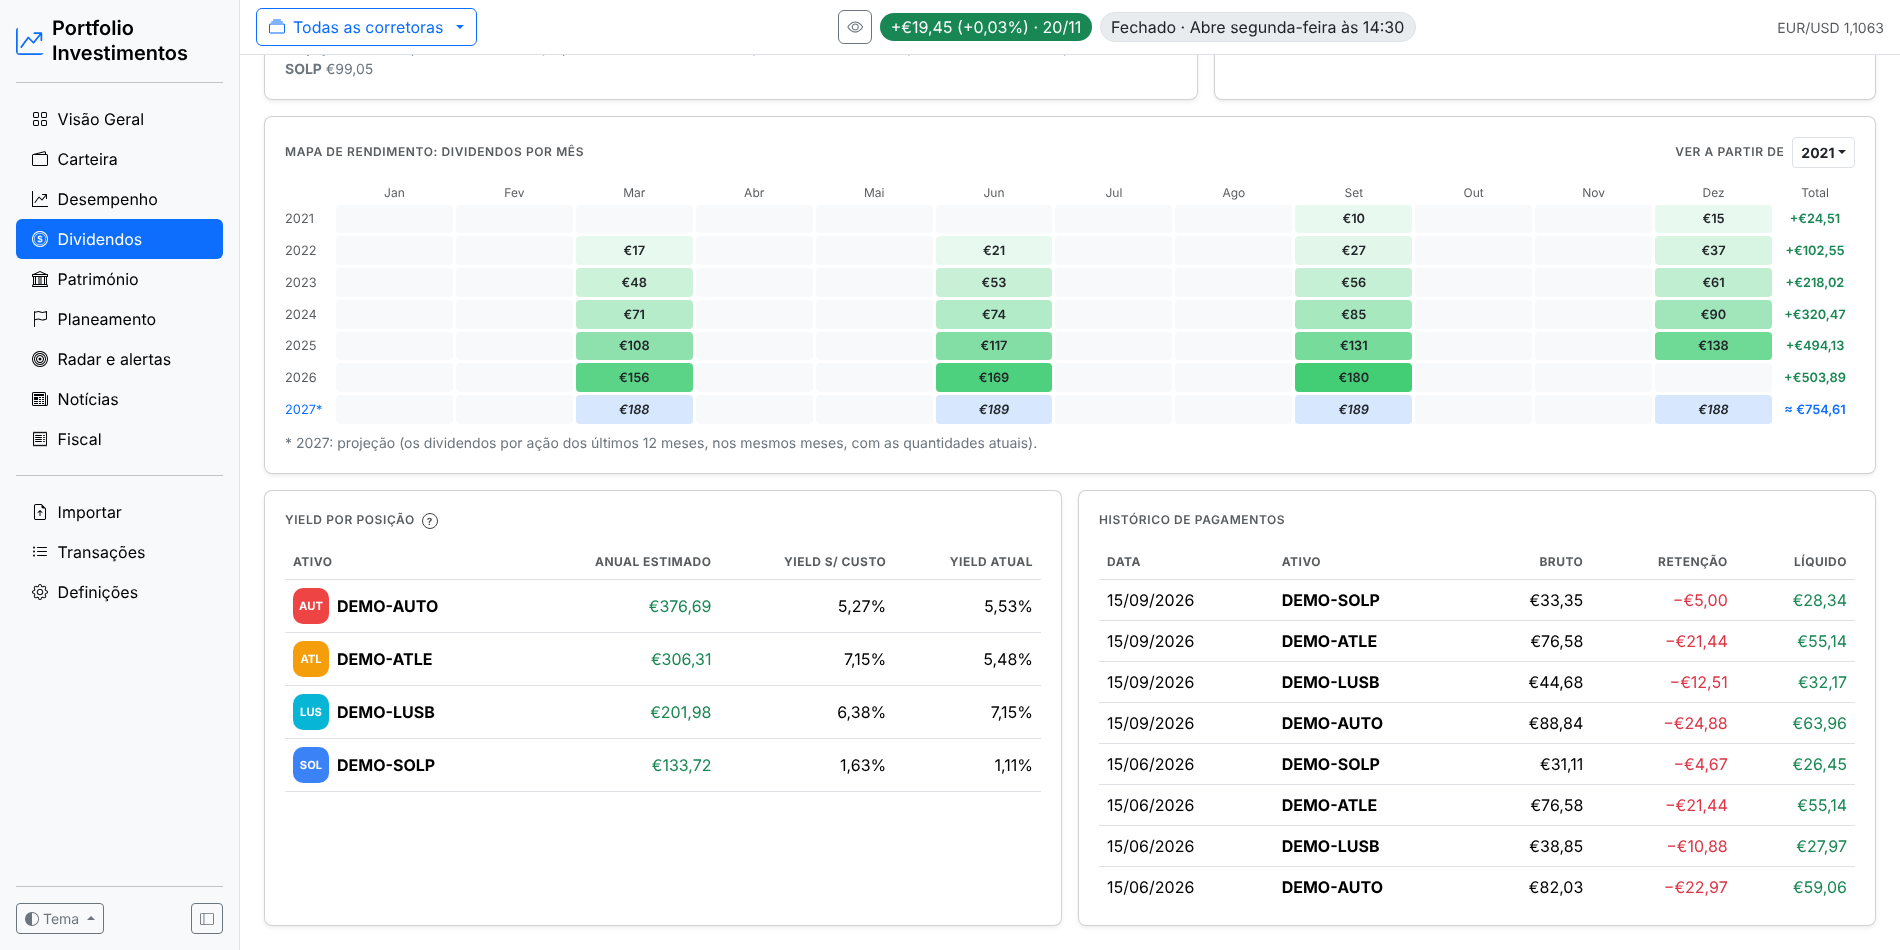 Portfolio
Investimentos
Visão Geral
Carteira
Desempenho
Dividendos
Património
Planeamento
Radar e alertas
Notícias
Fiscal
Importar
Transações
Definições
Tema
Todas as corretoras
+€19,45 (+0,03%) · 20/11
Fechado · Abre segunda-feira às 14:30
EUR/USD 1,1063
SOLP €99,05
MAPA DE RENDIMENTO: DIVIDENDOS POR MÊS
VER A PARTIR DE 2021
Jan Fev Mar Abr Mai Jun Jul Ago Set Out Nov Dez Total
2021 €10 €15 +€24,51
2022 €17 €21 €27 €37 +€102,55
2023 €48 €53 €56 €61 +€218,02
2024 €71 €74 €85 €90 +€320,47
2025 €108 €117 €131 €138 +€494,13
2026 €156 €169 €180 +€503,89
2027* €188 €189 €189 €188 ≈ €754,61
* 2027: projeção (os dividendos por ação dos últimos 12 meses, nos mesmos meses, com as quantidades atuais).
YIELD POR POSIÇÃO ?
ATIVO ANUAL ESTIMADO YIELD S/ CUSTO YIELD ATUAL
AUT DEMO-AUTO €376,69 5,27% 5,53%
ATL DEMO-ATLE €306,31 7,15% 5,48%
LUS DEMO-LUSB €201,98 6,38% 7,15%
SOL DEMO-SOLP €133,72 1,63% 1,11%
HISTÓRICO DE PAGAMENTOS
DATA ATIVO BRUTO RETENÇÃO LÍQUIDO
15/09/2026 DEMO-SOLP €33,35 −€5,00 €28,34
15/09/2026 DEMO-ATLE €76,58 −€21,44 €55,14
15/09/2026 DEMO-LUSB €44,68 −€12,51 €32,17
15/09/2026 DEMO-AUTO €88,84 −€24,88 €63,96
15/06/2026 DEMO-SOLP €31,11 −€4,67 €26,45
15/06/2026 DEMO-ATLE €76,58 −€21,44 €55,14
15/06/2026 DEMO-LUSB €38,85 −€10,88 €27,97
15/06/2026 DEMO-AUTO €82,03 −€22,97 €59,06